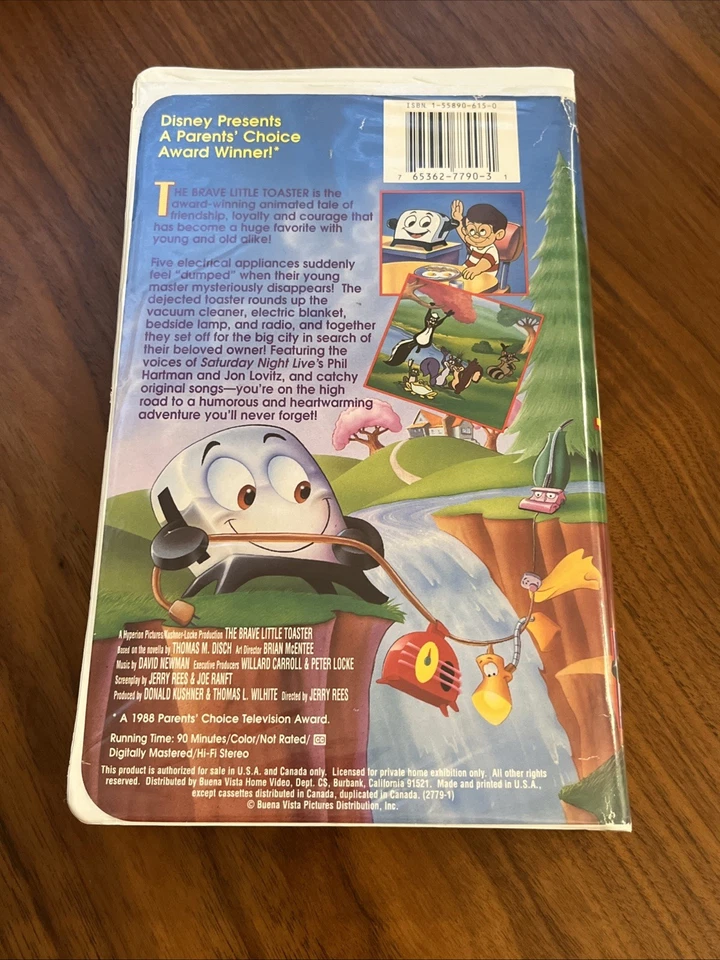 Disney Presents
A Parents' Choice
Award Winner!*
ISBN 1-55890-615-0
7 65362-7790-3 1
THE BRAVE LITTLE TOASTER is the
award-winning animated tale of
friendship, loyalty and courage that
has become a huge favorite with
young and old alike!
Five electrical appliances suddenly
feel "dumped" when their young
master mysteriously disappears! The
dejected toaster rounds up the
vacuum cleaner, electric blanket,
bedside lamp, and radio, and together
they set off for the big city in search of
their beloved owner! Featuring the
voices of Saturday Night Live's Phil
Hartman and Jon Lovitz, and catchy
original songs—you're on the high
road to a humorous and heartwarming
adventure you'll never forget!
A Hyperion Pictures/Kushner-Locke Production THE BRAVE LITTLE TOASTER
Based on the novella by THOMAS M. DISCH Art Director BRIAN McENTEE
Music by DAVID NEWMAN Executive Producers WILLARD CARROLL & PETER LOCKE
Screenplay by JERRY REES & JOE RANFT
Produced by DONALD KUSHNER & THOMAS L. WILHITE Directed by JERRY REES
* A 1988 Parents' Choice Television Award.
Running Time: 90 Minutes/Color/Not Rated/ CC
Digitally Mastered/Hi-Fi Stereo
This product is authorized for sale in U.S.A. and Canada only. Licensed for private home exhibition only. All other rights
reserved. Distributed by Buena Vista Home Video, Dept. CS, Burbank, California 91521. Made and printed in U.S.A.,
except cassettes distributed in Canada, duplicated in Canada. (2779-1)
© Buena Vista Pictures Distribution, Inc.